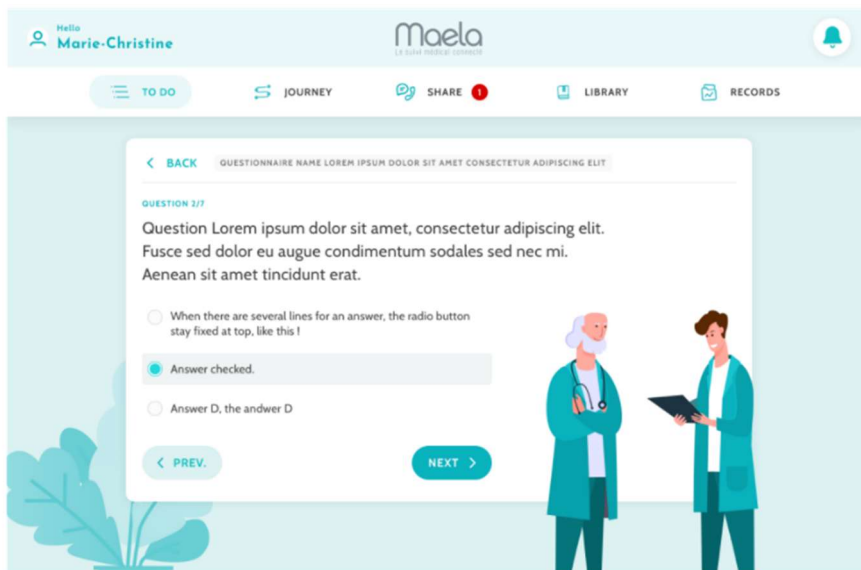 Hello
Marie-Christine
Maela
Le suivi médical connecté
TO DO
JOURNEY
SHARE 1
LIBRARY
RECORDS
BACK QUESTIONNAIRE NAME LOREM IPSUM DOLOR SIT AMET CONSECTETUR ADIPISCING ELIT
QUESTION 2/7
Question Lorem ipsum dolor sit amet, consectetur adipiscing elit.
Fusce sed dolor eu augue condimentum sodales sed nec mi.
Aenean sit amet tincidunt erat.
When there are several lines for an answer, the radio button
stay fixed at top, like this !
Answer checked.
Answer D, the andwer D
PREV.
NEXT